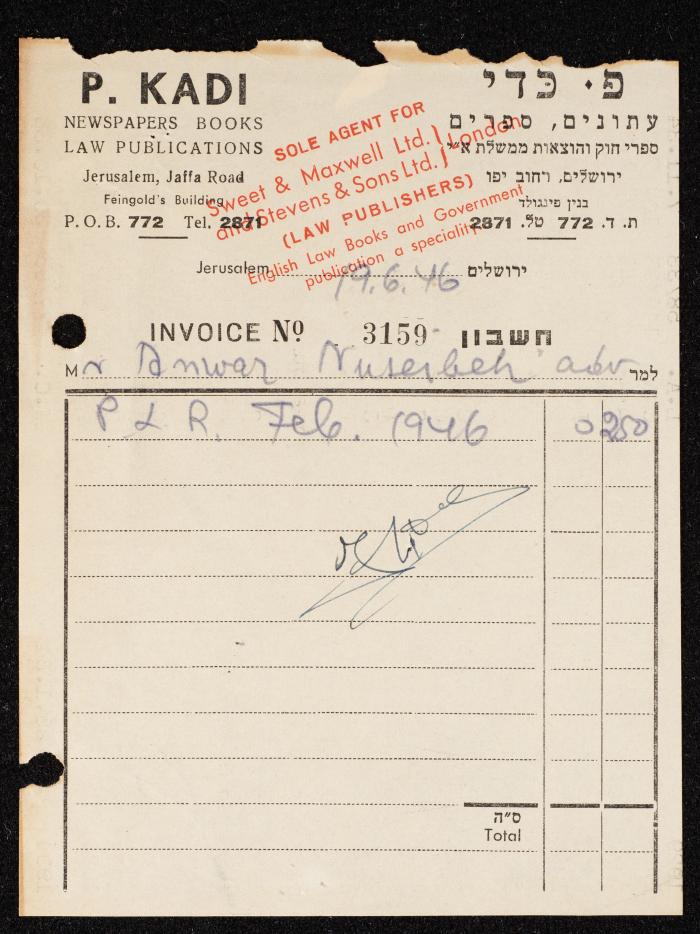 P. KADI
NEWSPAPERS BOOKS
LAW PUBLICATIONS
Jerusalem, Jaffa Road
Feingold's Building
P.O.B. 772 Tel. 2871
פ. כדי
עתונים, ספרים
ספרי חוק והוצאות ממשלת א"י
ירושלים, רחוב יפו
בנין פינגולד
ת. ד. 772 טל. 2871
SOLE AGENT FOR
Sweet & Maxwell Ltd. } London
and Stevens & Sons Ltd.
(LAW PUBLISHERS)
English Law Books and Government
publication a speciality.
Jerusalem 19.6.46 ירושלים
INVOICE No 3159 חשבון
Mr Anwar Nuseibeh adv למר
P & R. Feb. 1946 0 250
ס"ה
Total